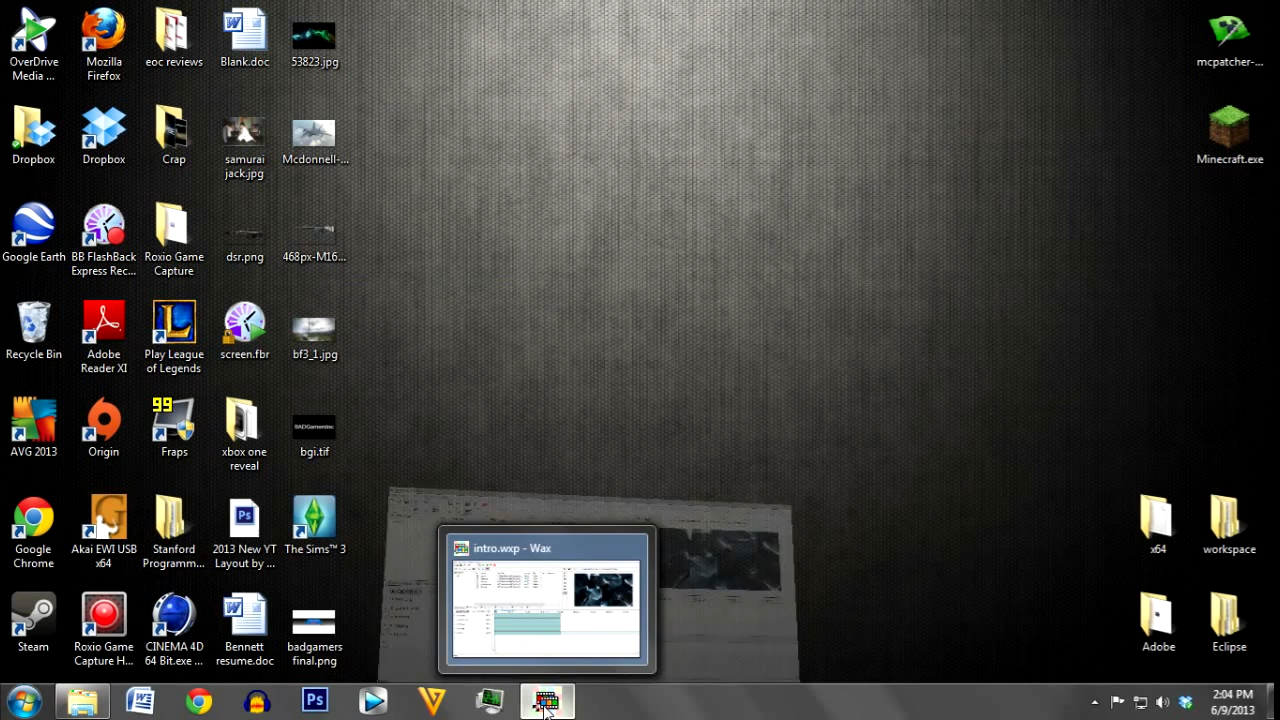 OverDrive
Media ...
Mozilla
Firefox
eoc reviews
Blank.doc
53823.jpg
mcpatcher-...
Dropbox
Dropbox
Crap
samurai
jack.jpg
Mcdonnell-...
Minecraft.exe
Google Earth
BB FlashBack
Express Rec...
Roxio Game
Capture
dsr.png
468px-M16...
Recycle Bin
Adobe
Reader XI
Play League
of Legends
screen.fbr
bf3_1.jpg
99
BADGamerInc
AVG 2013
Origin
Fraps
xbox one
reveal
bgi.tif
Google
Chrome
Akai EWI USB
x64
Stanford
Programm...
Ps
2013 New YT
Layout by ...
The Sims™ 3
x64
workspace
intro.wxp - Wax
Steam
Roxio Game
Capture H...
CINEMA 4D
64 Bit.exe ...
Bennett
resume.doc
badgamers
final.png
Adobe
Eclipse
Ps
2:04 PM
6/9/2013